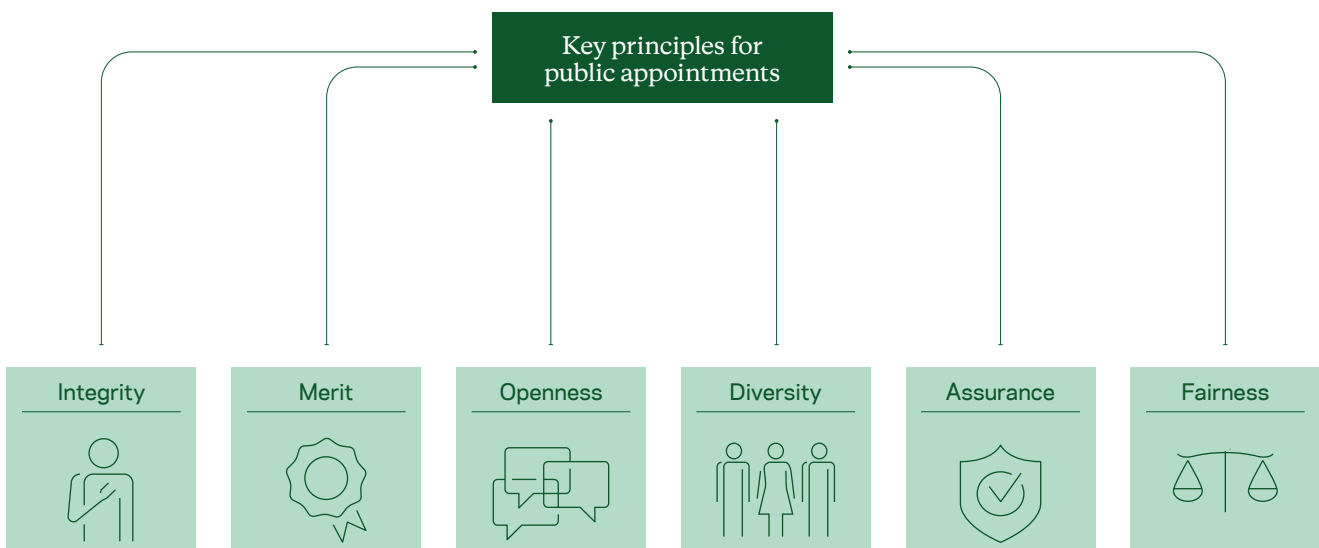 Key principles for
public appointments
Integrity
Merit
Openness
Diversity
Assurance
Fairness